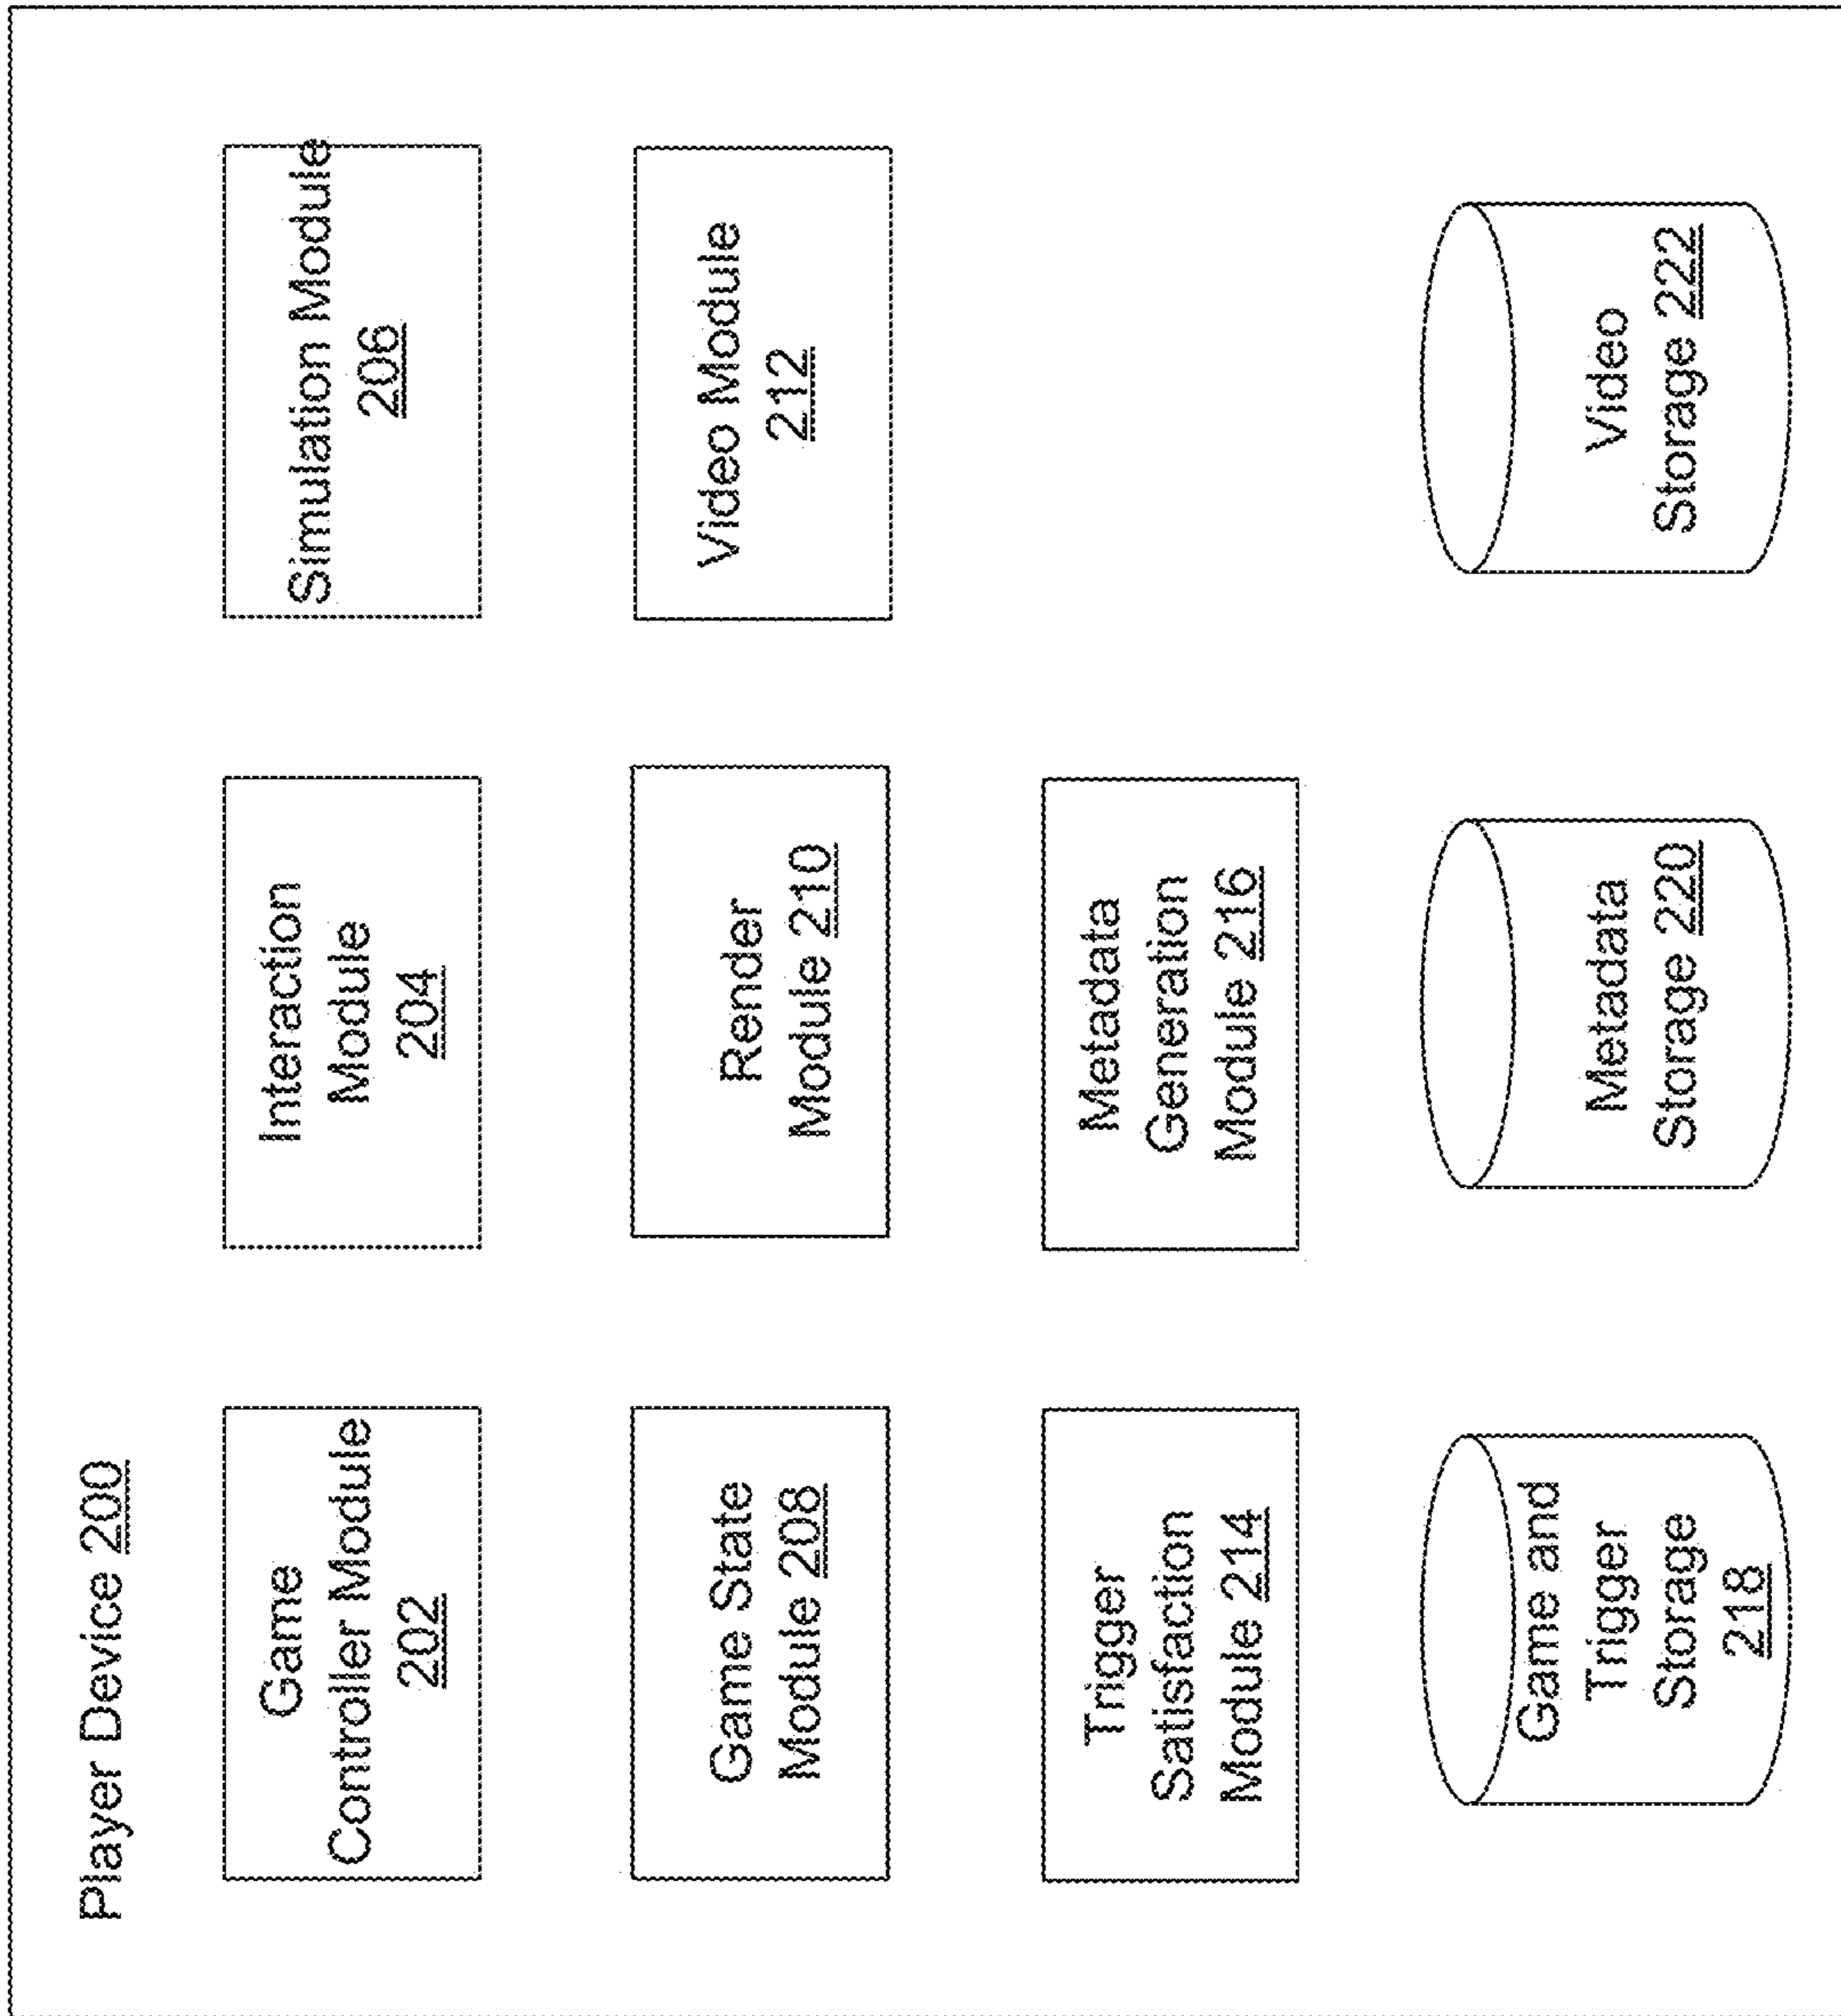 Player Device 200
Game
Controller Module
202
Interaction
Module
204
Simulation Module
206
Game State
Module 208
Render
Module 210
Video Module
212
Trigger
Satisfaction
Module 214
Metadata
Generation
Module 216
Game and
Trigger
Storage
218
Metadata
Storage 220
Video
Storage 222